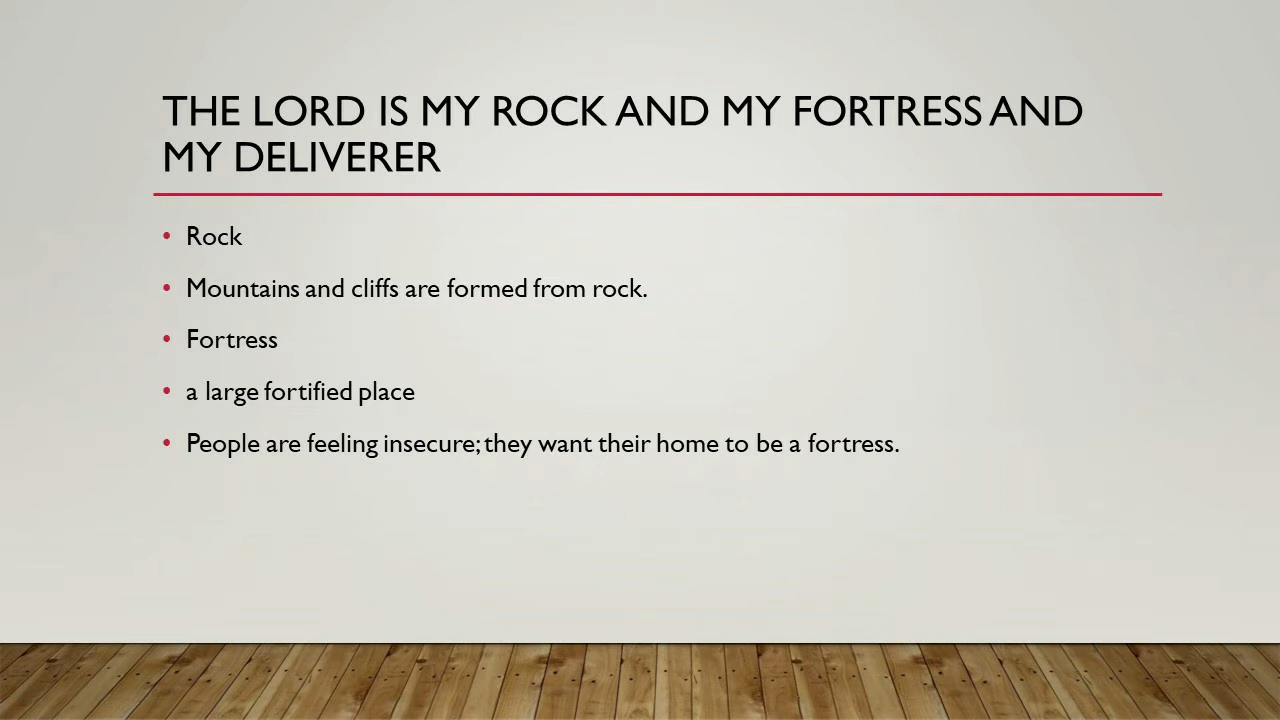 THE LORD IS MY ROCK AND MY FORTRESS AND
MY DELIVERER
• Rock
• Mountains and cliffs are formed from rock.
• Fortress
• a large fortified place
• People are feeling insecure; they want their home to be a fortress.